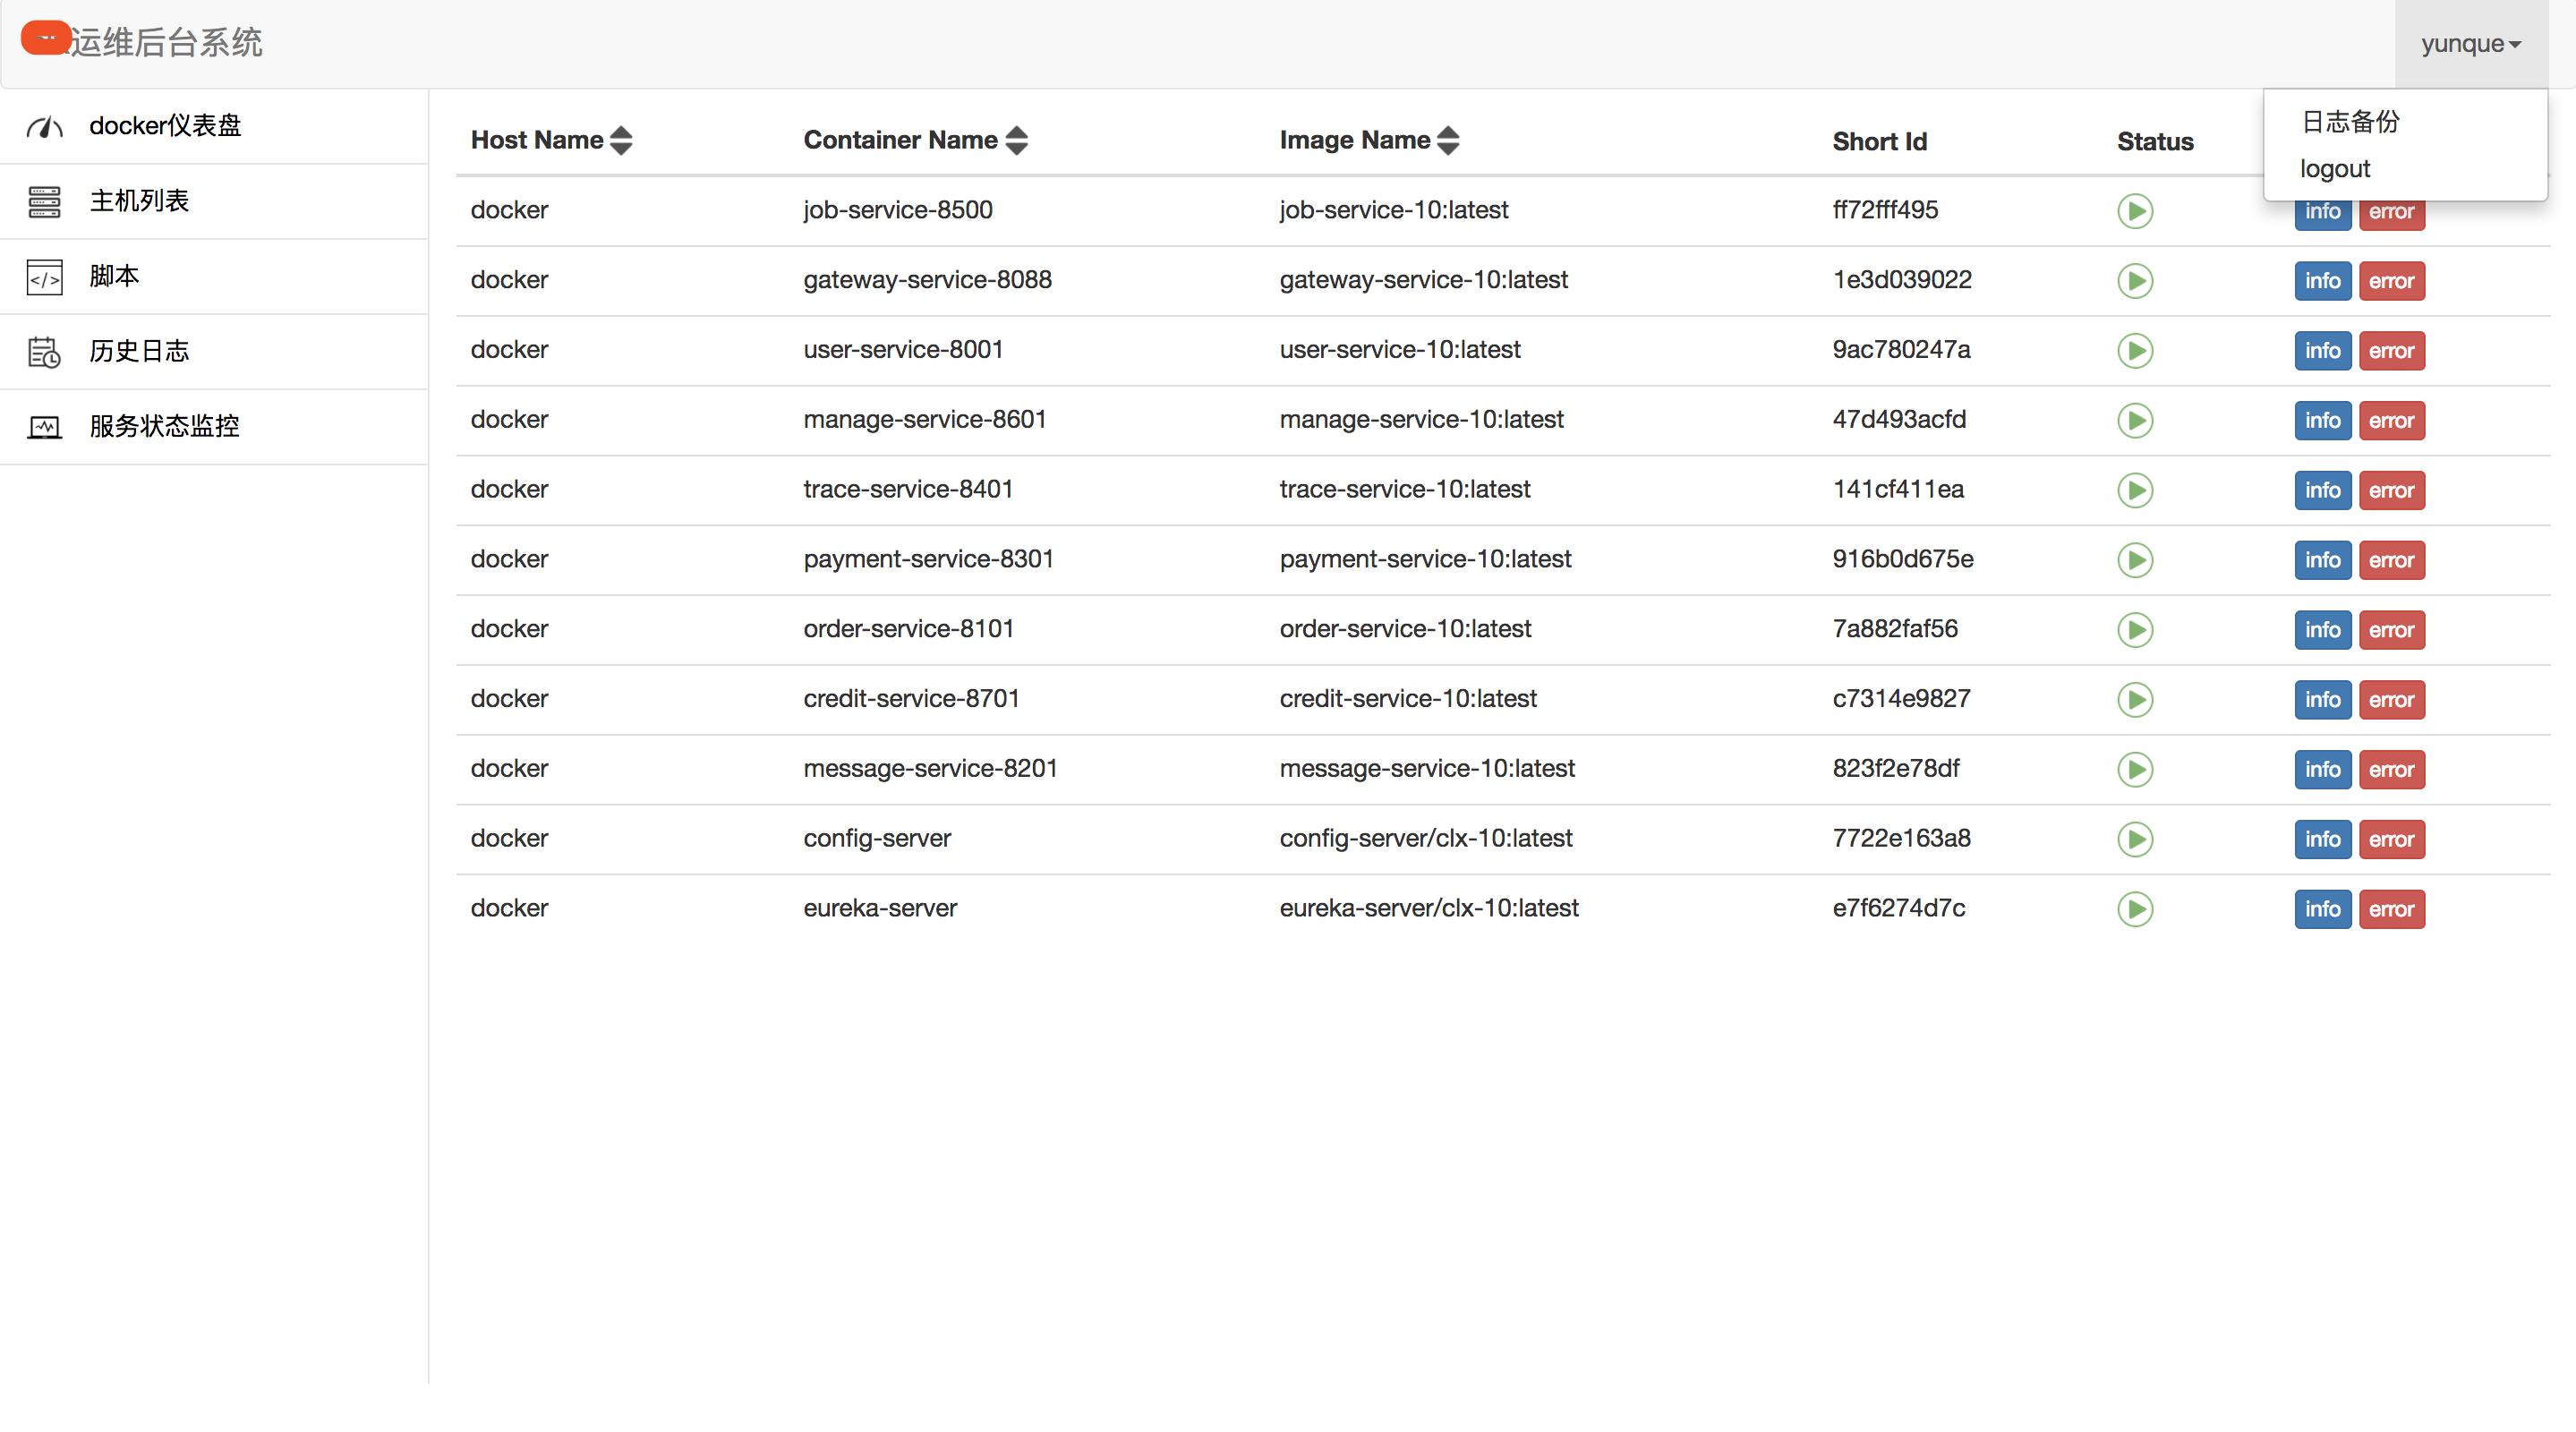 运维后台系统
yunque
日志备份
logout
docker仪表盘
主机列表
脚本
历史日志
服务状态监控
Host Name Container Name Image Name Short Id Status
docker job-service-8500 job-service-10:latest ff72fff495 info error
docker gateway-service-8088 gateway-service-10:latest 1e3d039022 info error
docker user-service-8001 user-service-10:latest 9ac780247a info error
docker manage-service-8601 manage-service-10:latest 47d493acfd info error
docker trace-service-8401 trace-service-10:latest 141cf411ea info error
docker payment-service-8301 payment-service-10:latest 916b0d675e info error
docker order-service-8101 order-service-10:latest 7a882faf56 info error
docker credit-service-8701 credit-service-10:latest c7314e9827 info error
docker message-service-8201 message-service-10:latest 823f2e78df info error
docker config-server config-server/clx-10:latest 7722e163a8 info error
docker eureka-server eureka-server/clx-10:latest e7f6274d7c info error